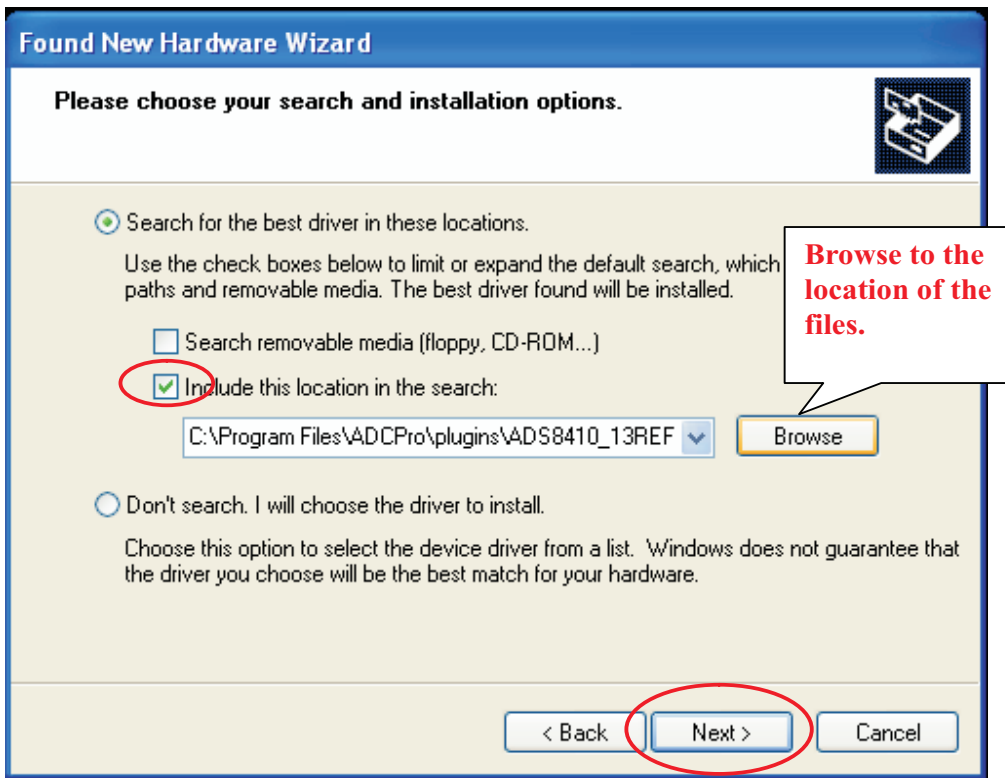 Found New Hardware Wizard
Please choose your search and installation options.
Search for the best driver in these locations.
Use the check boxes below to limit or expand the default search, which
paths and removable media. The best driver found will be installed.
Browse to the
location of the
files.
Search removable media (floppy, CD-ROM...)
Include this location in the search:
C:\Program Files\ADCPro\plugins\ADS8410_13REF
Browse
Don't search. I will choose the driver to install.
Choose this option to select the device driver from a list. Windows does not guarantee that
the driver you choose will be the best match for your hardware.
< Back
Next >
Cancel